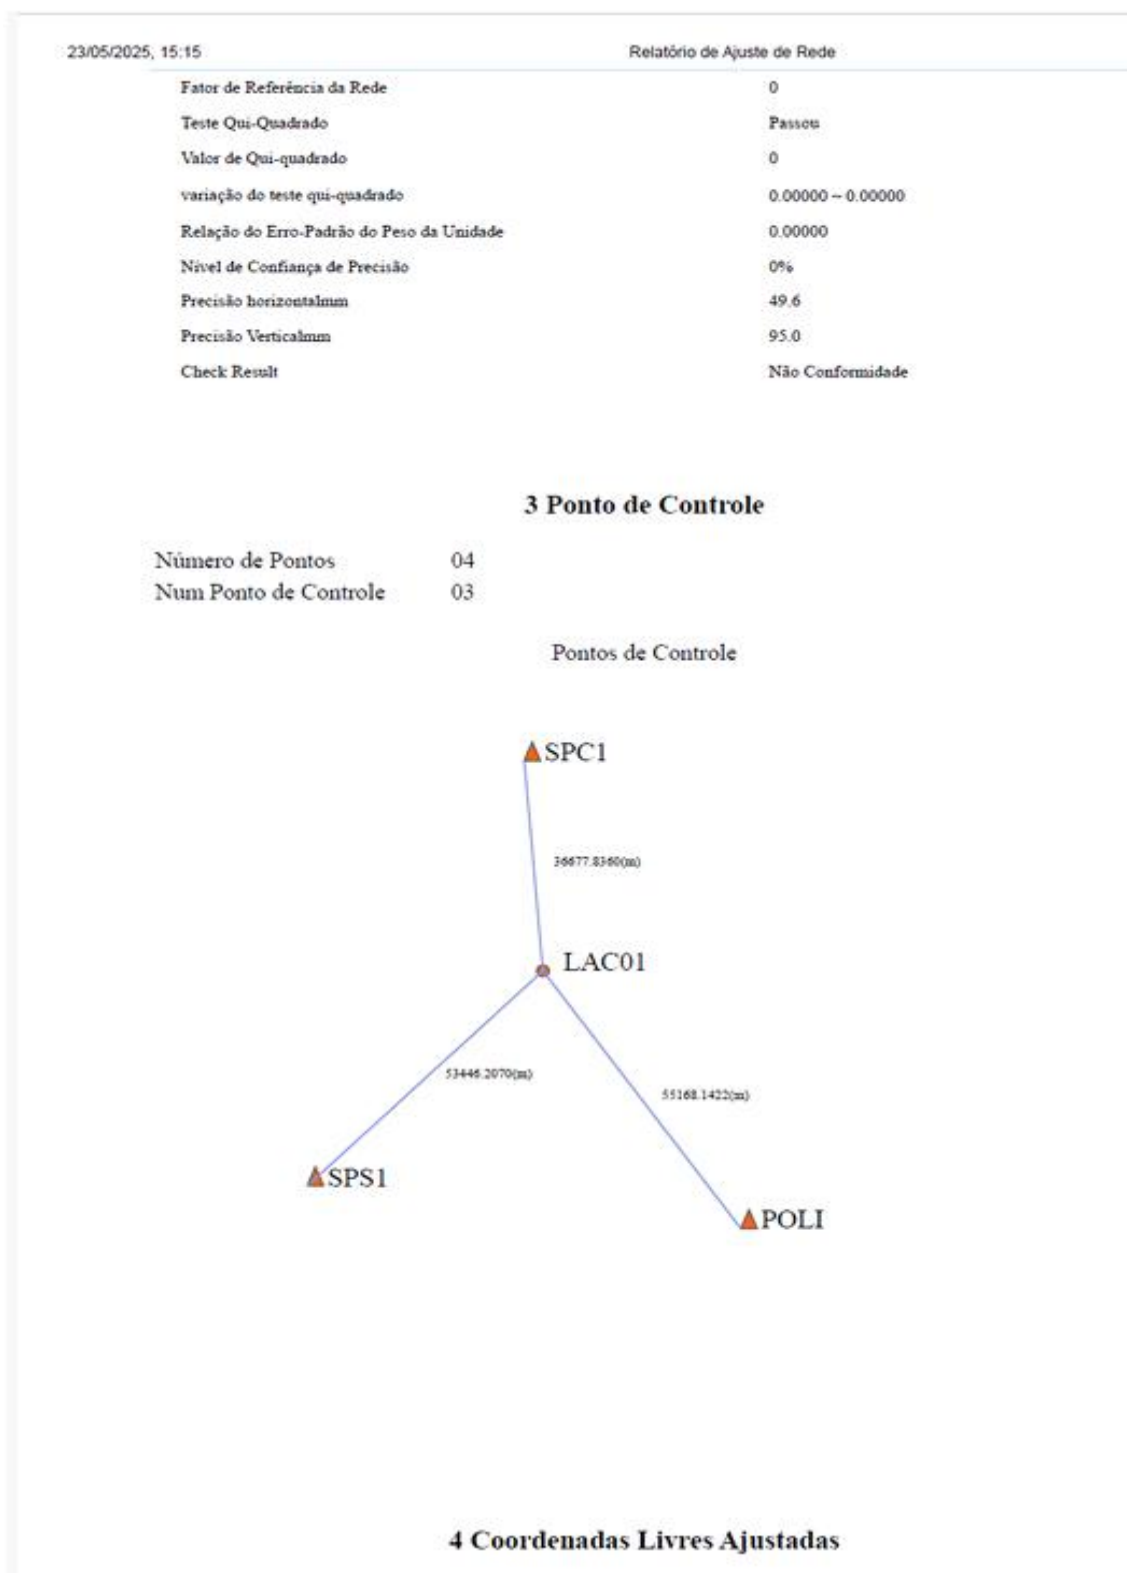 23/05/2025, 15:15 Relatório de Ajuste de Rede
Fator de Referência da Rede 0
Teste Qui-Quadrado Passou
Valor de Qui-quadrado 0
variação do teste qui-quadrado 0.00000 ~ 0.00000
Relação do Erro-Padrão do Peso da Unidade 0.00000
Nível de Confiança de Precisão 0%
Precisão horizontalmm 49.6
Precisão Verticalmm 95.0
Check Result Não Conformidade
3 Ponto de Controle
Número de Pontos 04
Num Ponto de Controle 03
Pontos de Controle
SPC1
36677.8360(m)
LAC01
53446.2070(m)
55168.1422(m)
SPS1
POLI
4 Coordenadas Livres Ajustadas